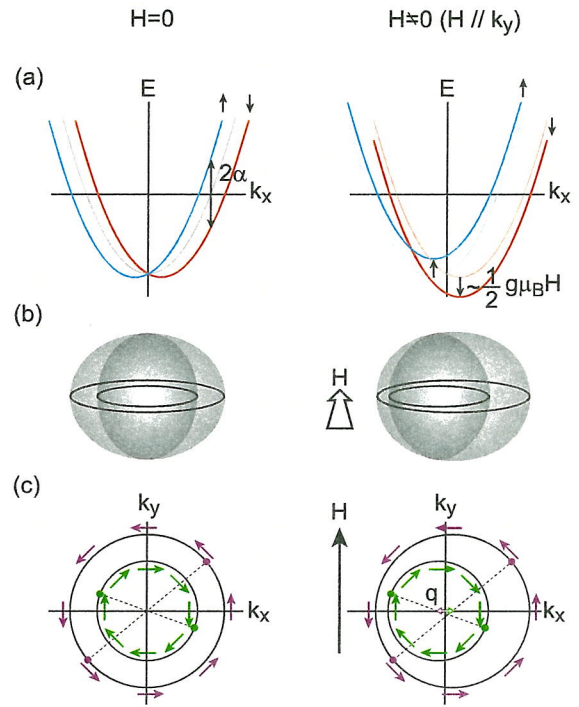 H=0
H≠0 (H // ky)
(a)
E
kx
2α
E
kx
~ 1/2 gμBH
(b)
H
(c)
ky
kx
H
ky
q
kx